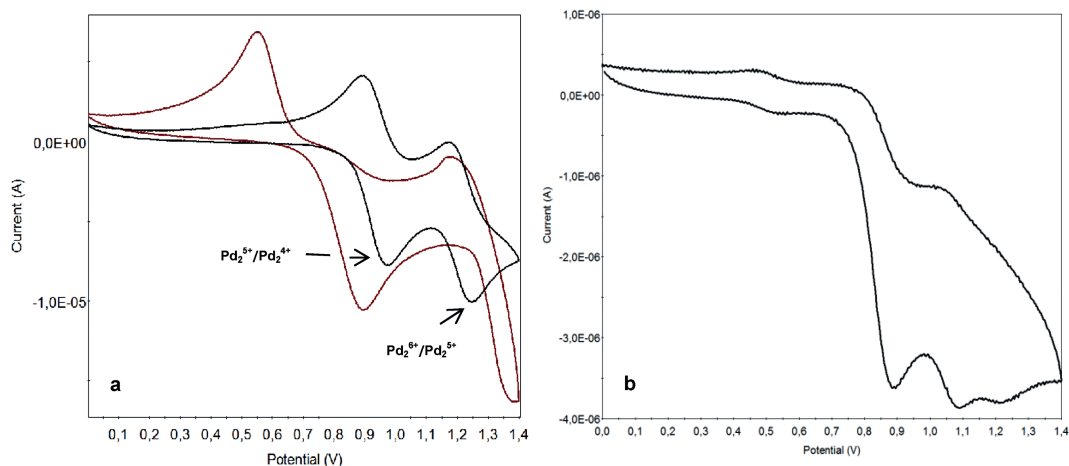 0,0E+00
-1,0E-05
Current (A)
Pd₂⁵⁺/Pd₂⁴⁺
Pd₂⁶⁺/Pd₂⁵⁺
a
0,1 0,2 0,3 0,4 0,5 0,6 0,7 0,8 0,9 1,0 1,1 1,2 1,3 1,4
Potential (V)
1,0E-06
0,0E+00
-1,0E-06
-2,0E-06
-3,0E-06
-4,0E-06
Current (A)
b
0,0 0,1 0,2 0,3 0,4 0,5 0,6 0,7 0,8 0,9 1,0 1,1 1,2 1,3 1,4
Potential (V)